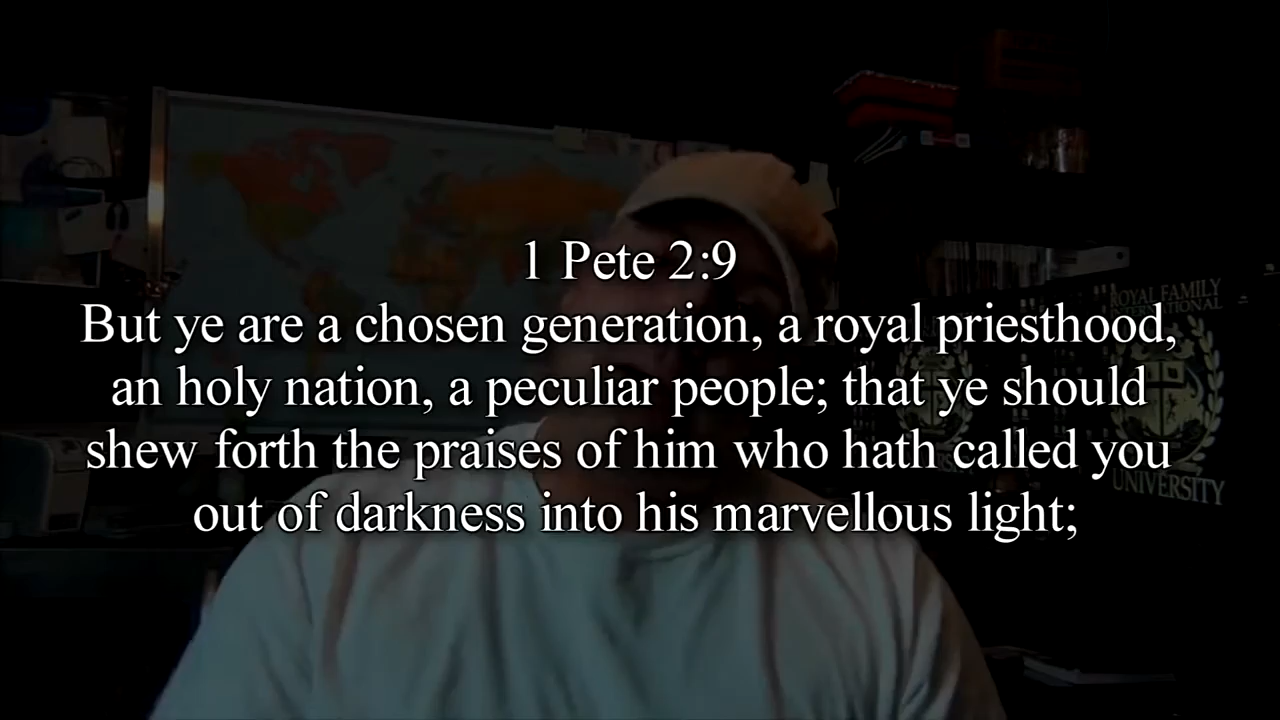 1 Pete 2:9
But ye are a chosen generation, a royal priesthood,
an holy nation, a peculiar people; that ye should
shew forth the praises of him who hath called you
out of darkness into his marvellous light;
ROYAL FAMILY
INTERNATIONAL
UNIVERSITY